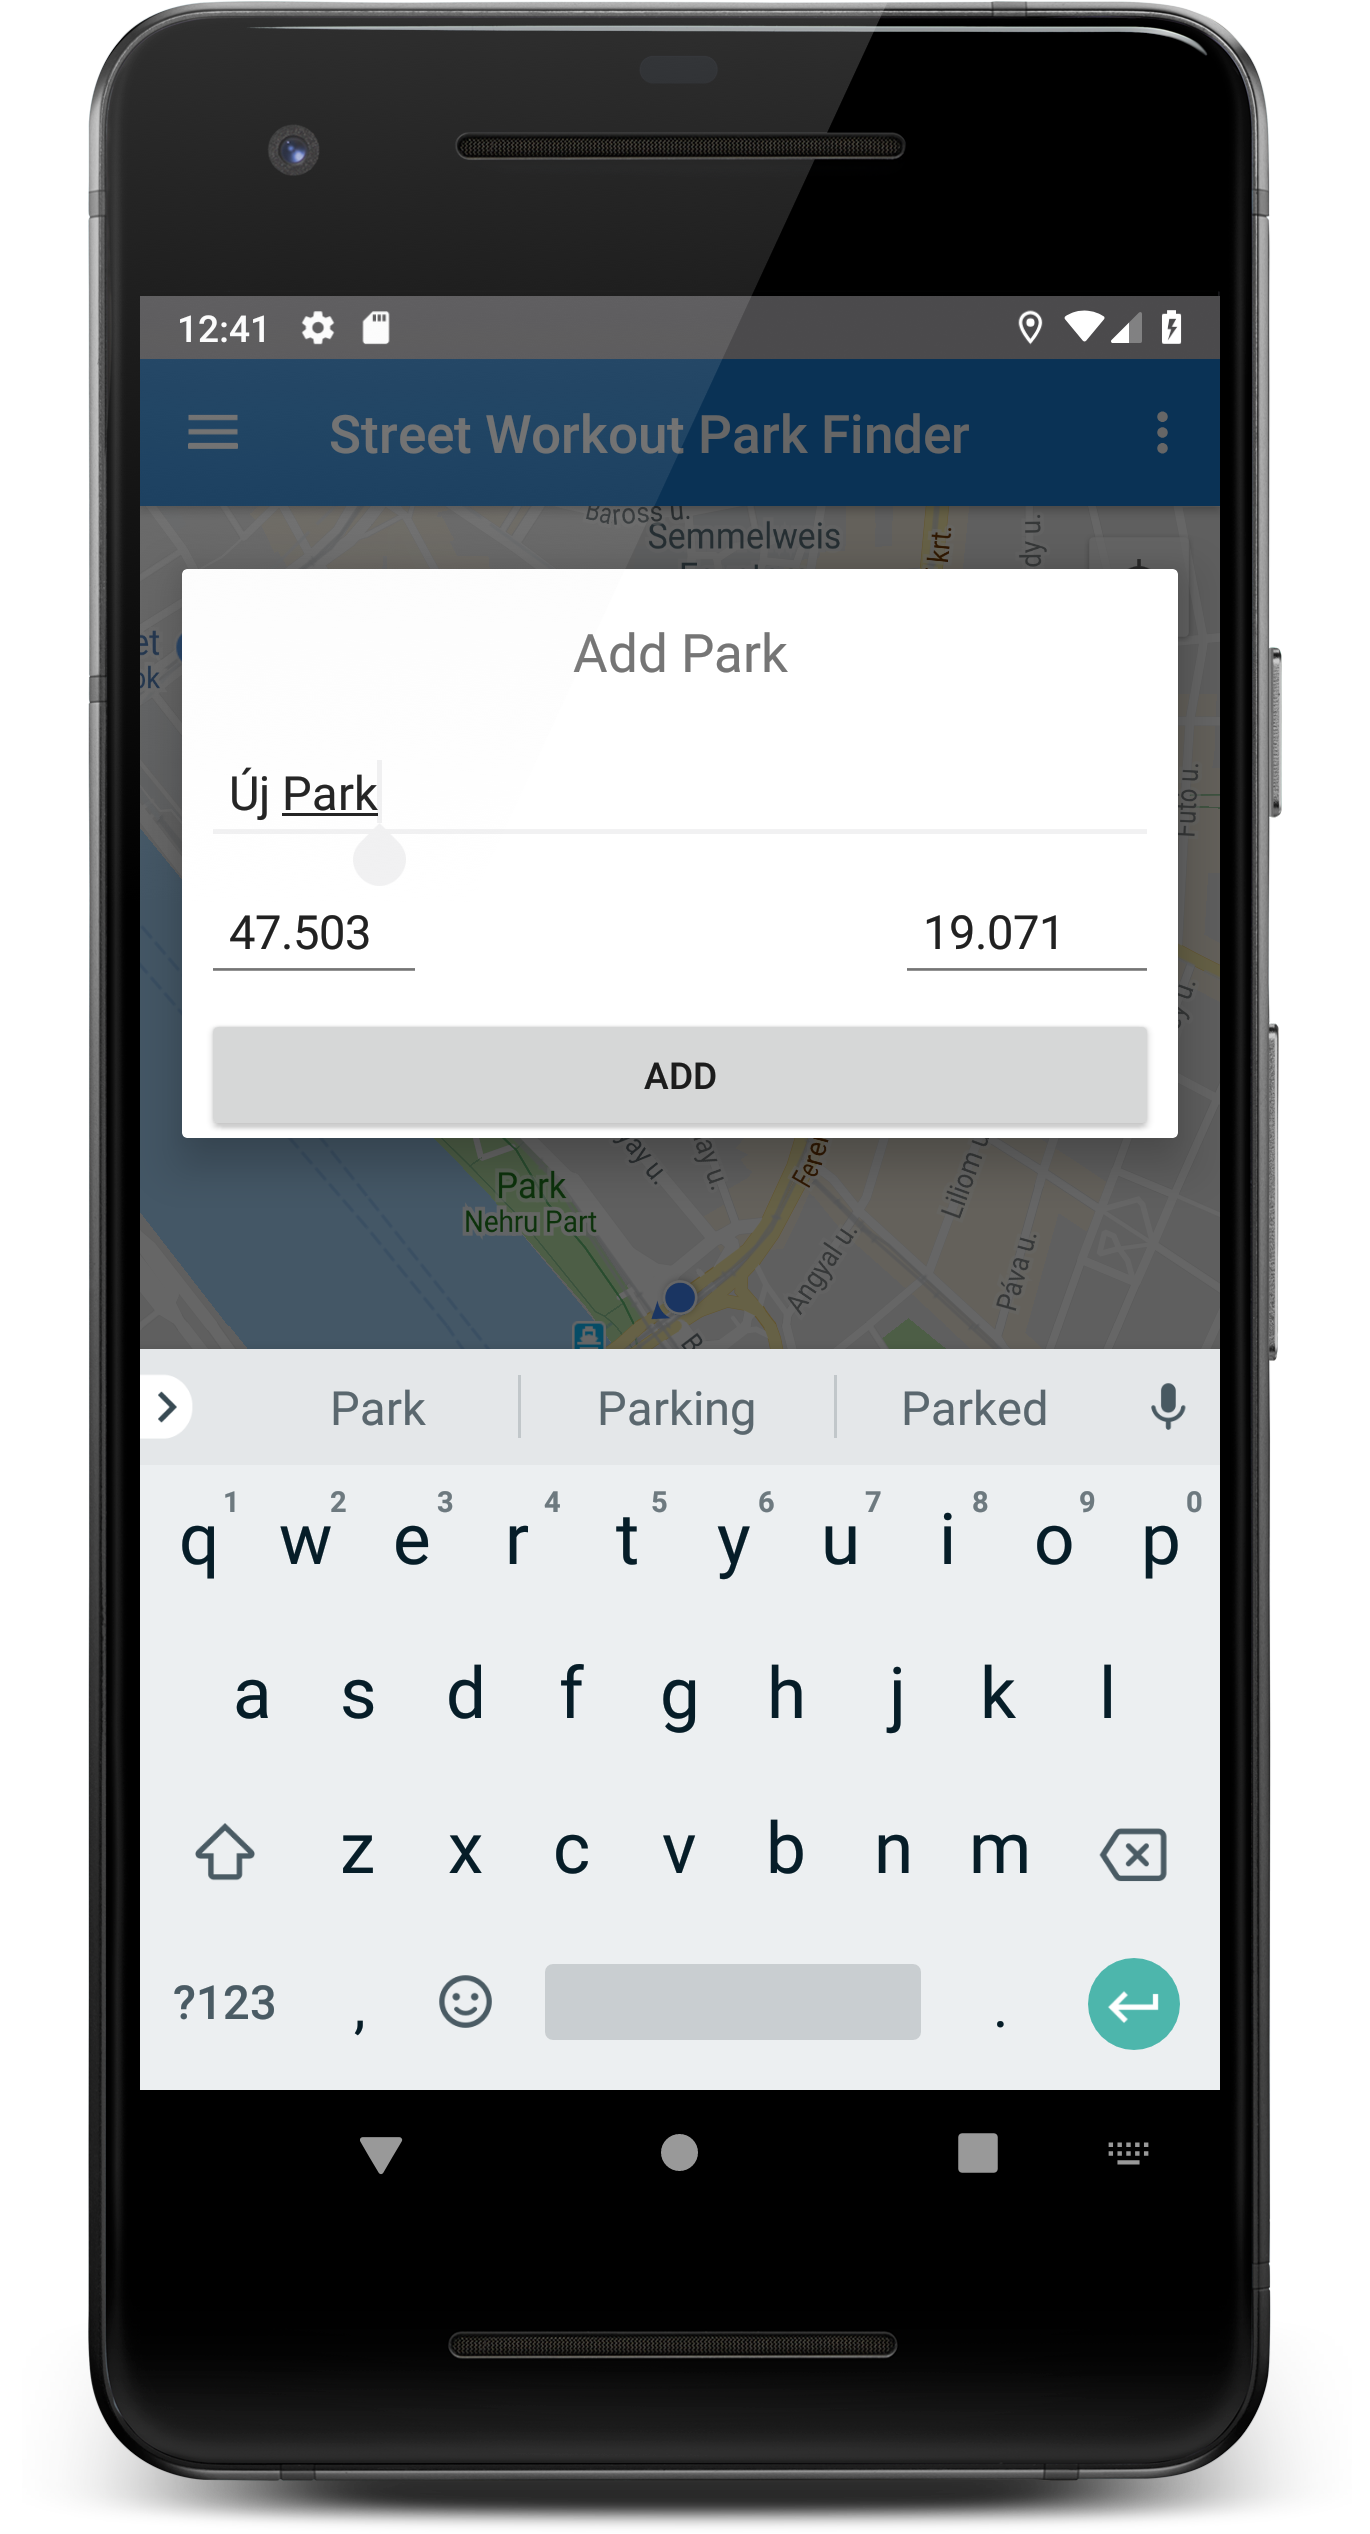 12:41
Street Workout Park Finder
Baross u.
Semmelweis
krt.
dy u.
et
ok
Add Park
Új Park
Futó u.
47.503
19.071
y u.
ADD
yay u.
ay u.
Feren
Liliom u
Park
Nehru Part
Angyal u.
Páva u.
B
Park Parking Parked
1 2 3 4 5 6 7 8 9 0
q w e r t y u i o p
a s d f g h j k l
z x c v b n m
?123 , .